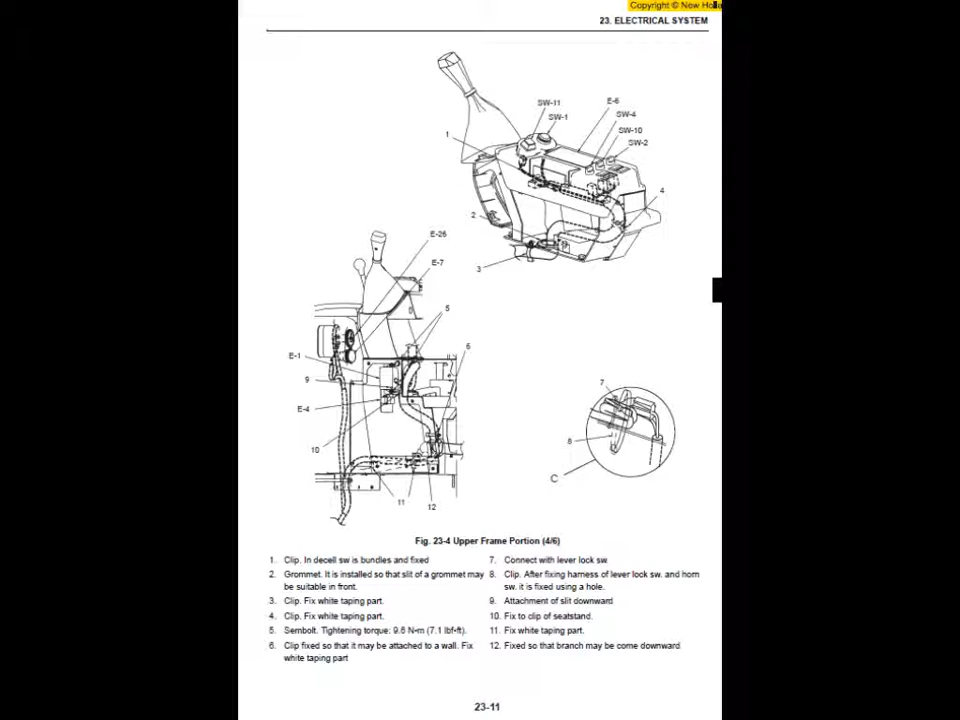 Copyright © New Holl
23. ELECTRICAL SYSTEM
SW-11
SW-1
E-6
SW-4
SW-10
SW-2
1
4
2
3
E-26
E-7
5
6
E-1
9
E-4
10
11
12
7
8
C
Fig. 23-4 Upper Frame Portion (4/6)
1. Clip. In decell sw is bundles and fixed
2. Grommet. It is installed so that slit of a grommet may
be suitable in front.
3. Clip. Fix white taping part.
4. Clip. Fix white taping part.
5. Sembolt. Tightening torque: 9.6 N-m (7.1 lbf-ft).
6. Clip fixed so that it may be attached to a wall. Fix
white taping part
7. Connect with lever lock sw
8. Clip. After fixing harness of lever lock sw. and horn
sw. it is fixed using a hole.
9. Attachment of slit downward
10. Fix to clip of seatstand.
11. Fix white taping part.
12. Fixed so that branch may be come downward
23-11